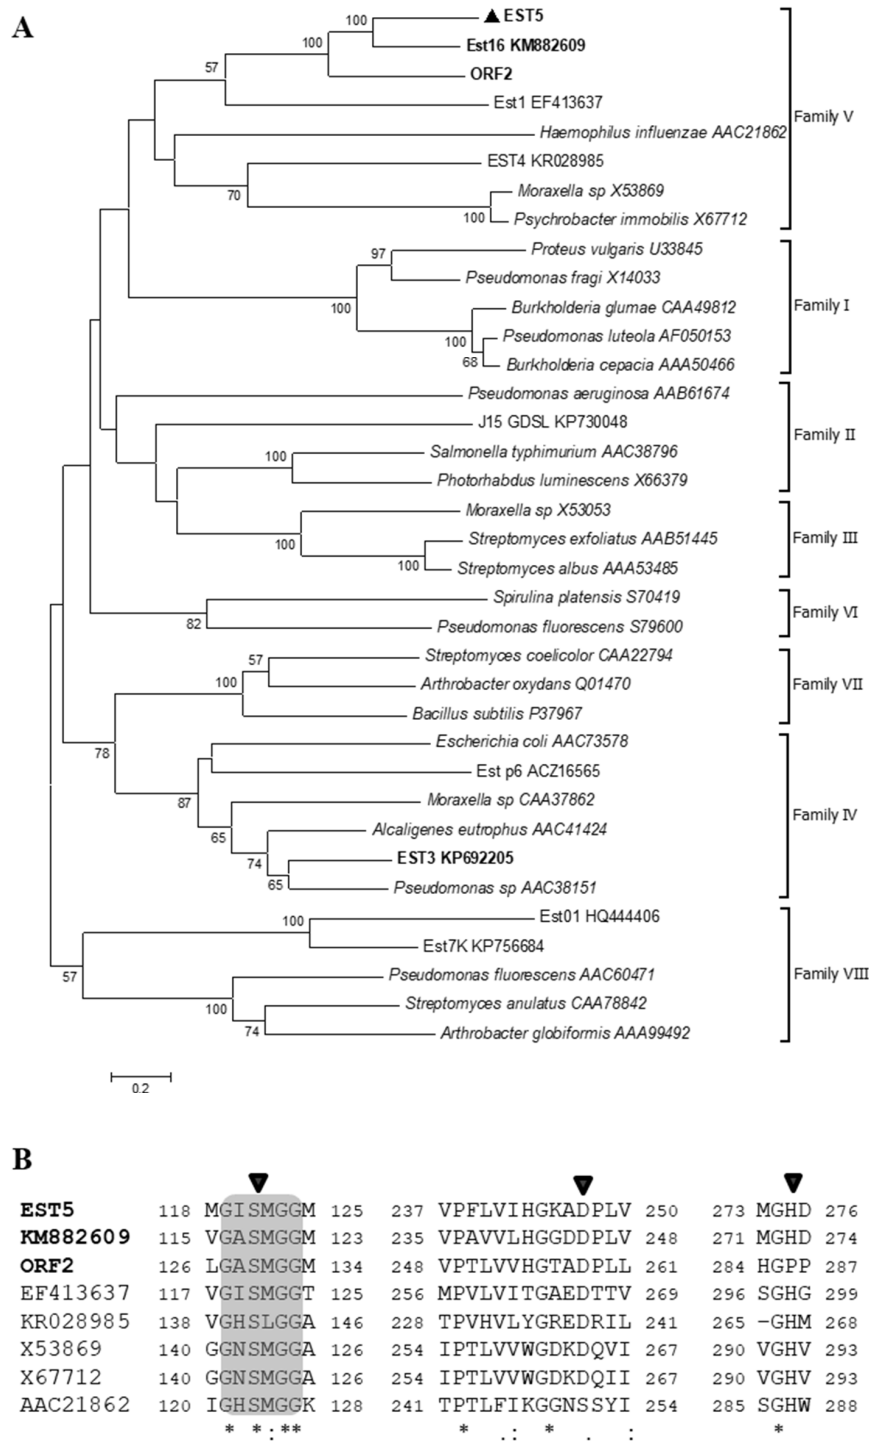 A
100 ▲ EST5
100 Est16 KM882609
57 ORF2
Est1 EF413637
Haemophilus influenzae AAC21862
Family V
EST4 KR028985
70 Moraxella sp X53869
100 Psychrobacter immobilis X67712
97 Proteus vulgaris U33845
Pseudomonas fragi X14033
100 Burkholderia glumae CAA49812
Family I
100 Pseudomonas luteola AF050153
68 Burkholderia cepacia AAA50466
Pseudomonas aeruginosa AAB61674
J15 GDSL KP730048
Family II
100 Salmonella typhimurium AAC38796
Photorhabdus luminescens X66379
Moraxella sp X53053
100 Streptomyces exfoliatus AAB51445
Family III
100 Streptomyces albus AAA53485
Spirulina platensis S70419
Family VI
82 Pseudomonas fluorescens S79600
57 Streptomyces coelicolor CAA22794
100 Arthrobacter oxydans Q01470
Family VII
Bacillus subtilis P37967
78 Escherichia coli AAC73578
Est p6 ACZ16565
87 Moraxella sp CAA37862
Family IV
65 Alcaligenes eutrophus AAC41424
74 EST3 KP692205
65 Pseudomonas sp AAC38151
100 Est01 HQ444406
Est7K KP756684
57 Pseudomonas fluorescens AAC60471
Family VIII
100 Streptomyces anulatus CAA78842
74 Arthrobacter globiformis AAA99492
0.2
B
EST5 118 MGISMGGM 125 237 VPFLVIHGKADPLV 250 273 MGHD 276
KM882609 115 VGASMGGM 123 235 VPAVVLHGGDDPLV 248 271 MGHD 274
ORF2 126 LGASMGGM 134 248 VPTLVVHGTADPLL 261 284 HGPP 287
EF413637 117 VGISMGGT 125 256 MPVLVITGAEDTTV 269 296 SGHG 299
KR028985 138 VGHSLGGA 146 228 TPVHVLYGREDRIL 241 265 -GHM 268
X53869 140 GGNSMGGA 126 254 IPTLVVWGDKDQVI 267 290 VGHV 293
X67712 140 GGNSMGGA 126 254 IPTLVVWGDKDQII 267 290 VGHV 293
AAC21862 120 IGHSMGGK 128 241 TPTLFIKGGNSSYI 254 285 SGHW 288
* *:** * .: * . : *